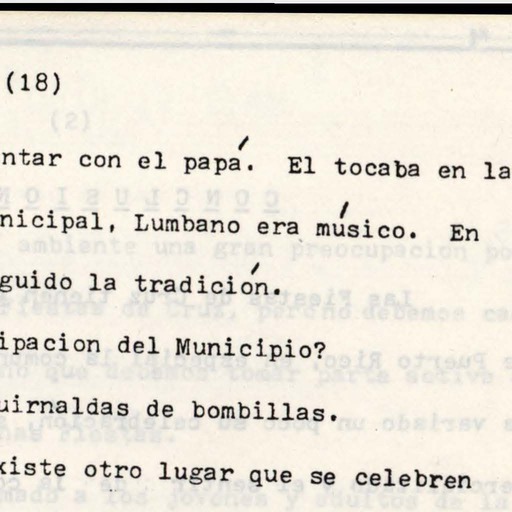 (18)
ntar con el papá. El tocaba en la
nicipal, Lumbano era músico. En
guido la tradición.
ipacion del Municipio?
uirnaldas de bombillas.
xiste otro lugar que se celebren